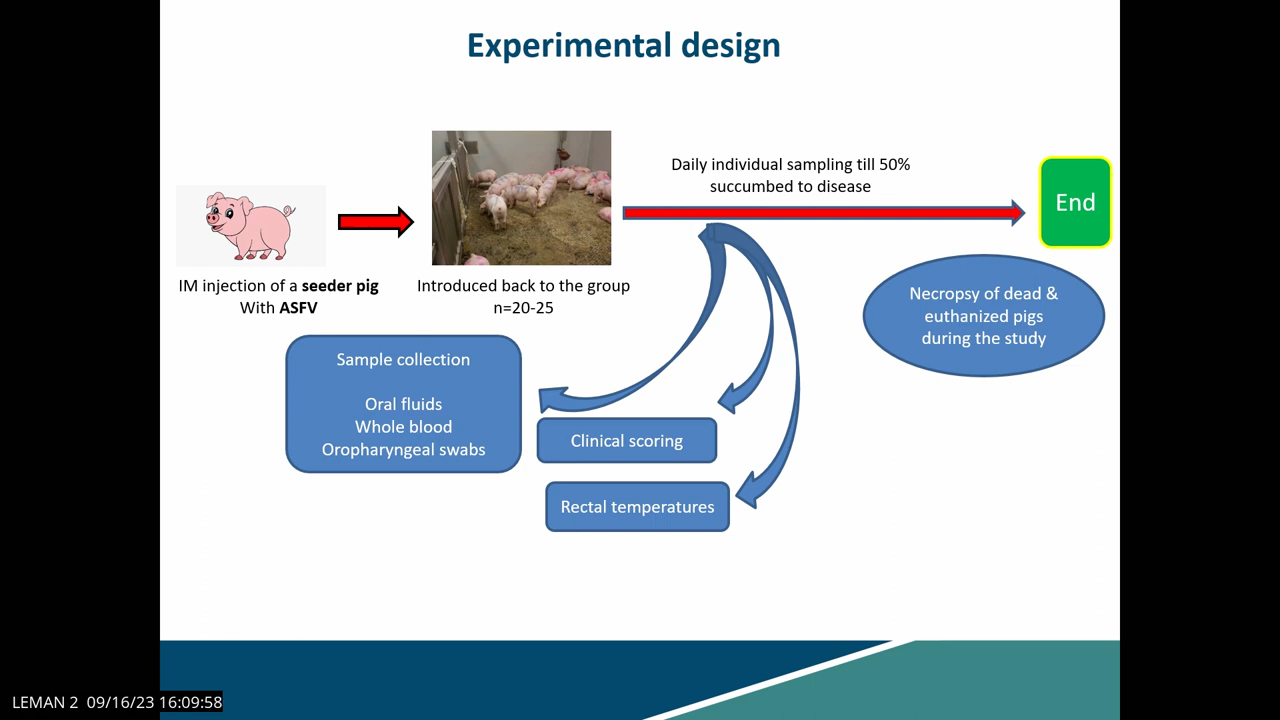 Experimental design
Daily individual sampling till 50%
succumbed to disease
End
IM injection of a seeder pig
With ASFV
Introduced back to the group
n=20-25
Necropsy of dead &
euthanized pigs
during the study
Sample collection
Oral fluids
Whole blood
Oropharyngeal swabs
Clinical scoring
Rectal temperatures
LEMAN 2  09/16/23 16:09:58